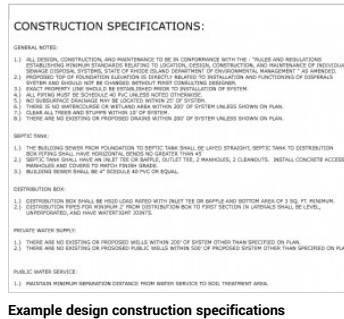 CONSTRUCTION SPECIFICATIONS:
GENERAL NOTES:
1.) ALL DESIGN, CONSTRUCTION, AND MAINTENANCE TO BE IN CONFORMANCE WITH THE : "RULES AND REGULATIONS
ESTABLISHING MINIMUM STANDARDS RELATING TO LOCATION, DESIGN, CONSTRUCTION, AND MAINTENANCE OF INDIVIDUA
SEWAGE DISPOSAL SYSTEMS, STATE OF RHODE ISLAND DEPARTMENT OF ENVIRONMENTAL MANAGEMENT " AS AMENDED.
2.) PROPOSED TOP OF FOUNDATION ELEVATION IS DIRECTLY RELATED TO INSTALLATION AND FUNCTIONING OF DISPERSALS
SYSTEM AND SHOULD NOT BE CHANGED WITHOUT FIRST CONSULTING DESIGNER.
3.) EXACT PROPERTY LINE SHOULD BE ESTABLISHED PRIOR TO INSTALLATION OF SYSTEM.
4.) ALL PIPING MUST BE SCHEDULE 40 PVC UNLESS NOTED OTHERWISE.
5.) NO SUBSURFACE DRAINAGE MAY BE LOCATED WITHIN 25' OF SYSTEM.
6.) THERE IS NO WATERCOURSE OR WETLAND AREA WITHIN 200' OF SYSTEM UNLESS SHOWN ON PLAN.
7.) CLEAR ALL TREES AND STUMPS WITHIN 10' OF SYSTEM
8.) THERE ARE NO EXISTING OR PROPOSED DRAINS WITHIN 200' OF SYSTEM UNLESS SHOWN ON PLAN.
SEPTIC TANK:
1.) THE BUILDING SEWER FROM FOUNDATION TO SEPTIC TANK SHALL BE LAYED STRAIGHT, SEPTIC TANK TO DISTRIBUTION
BOX PIPING SHALL HAVE HORIZONTAL BENDS NO GREATER THAN 45°
2.) SEPTIC TANK SHALL HAVE AN INLET TEE OR BAFFLE, OUTLET TEE, 2 MANHOLES, 2 CLEANOUTS. INSTALL CONCRETE ACCESS
MANHOLES AND COVERS TO MATCH FINISH GRADE.
3.) BUILDING SEWER SHALL BE 4" SCEDULE 40 PVC OR EQUAL.
DISTRIBUTION BOX:
1.) DISTRIBUTION BOX SHALL BE H920 LOAD RATED WITH INLET TEE OR BAFFLE AND BOTTOM AREA OF 3 SQ. FT. MINIMUM.
2.) DISTRIBUTION PIPES FOR MINIMUM 2' FROM DISTRIBUTION BOX TO FIRST SECTION IN LATERALS SHALL BE LEVEL,
UNPERFORATED, AND HAVE WATERTIGHT JOINTS.
PRIVATE WATER SUPPLY:
1.) THERE ARE NO EXISTING OR PROPOSED WELLS WITHIN 200' OF SYSTEM OTHER THAN SPECIFIED ON PLAN.
2.) THERE ARE NO EXISTING OR PROSOSED PUBLIC WELLS WITHIN 500' OF PROPOSED SYSTEM OTHER THAN SPECIFIED ON PLA
PUBLIC WATER SERVICE:
1.) MAINTAIN MINIMUM SEPARATION DISTANCE FROM WATER SERVICE TO SOIL TREATMENT AREA.
Example design construction specifications